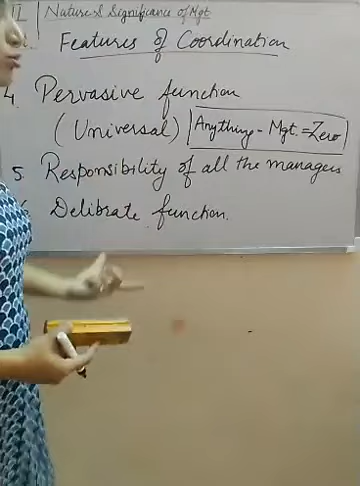 Nature & Significance of Mgt
Features of Coordination
4. Pervasive function
(Universal) Anything - Mgt. = Zero
5. Responsibility of all the managers
Delibrate function.